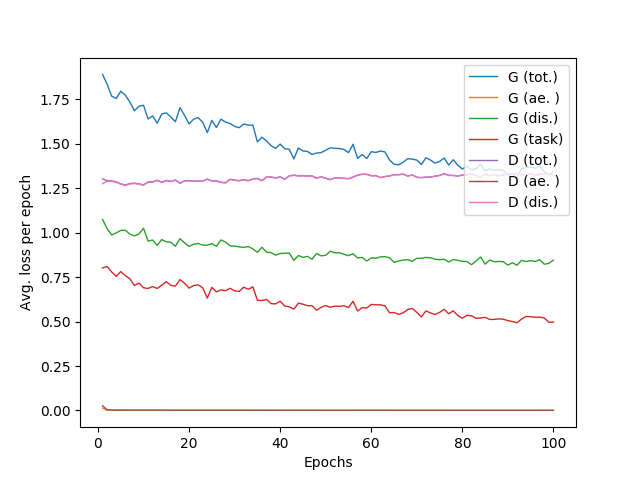 G (tot.)
G (ae. )
G (dis.)
G (task)
D (tot.)
D (ae. )
D (dis.)
1.75
1.50
1.25
1.00
0.75
0.50
0.25
0.00
Avg. loss per epoch
0 20 40 60 80 100
Epochs